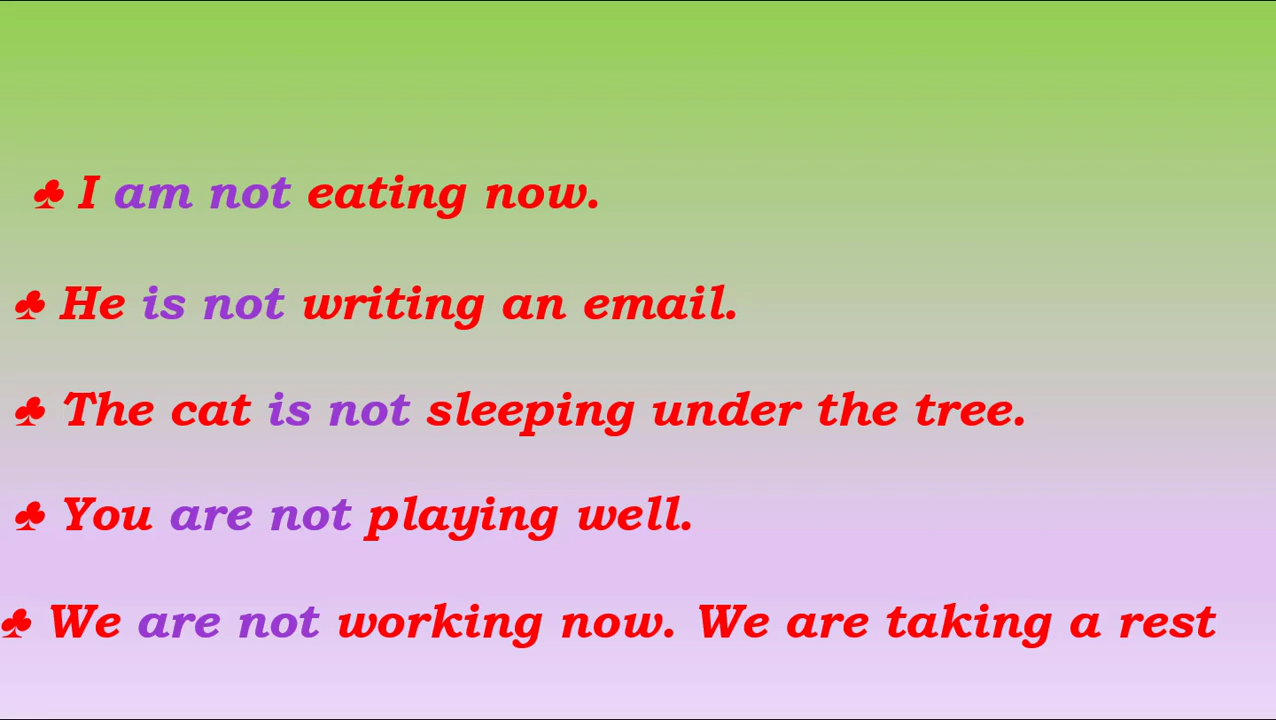 ♣ I am not eating now.
♣ He is not writing an email.
♣ The cat is not sleeping under the tree.
♣ You are not playing well.
♣ We are not working now. We are taking a rest